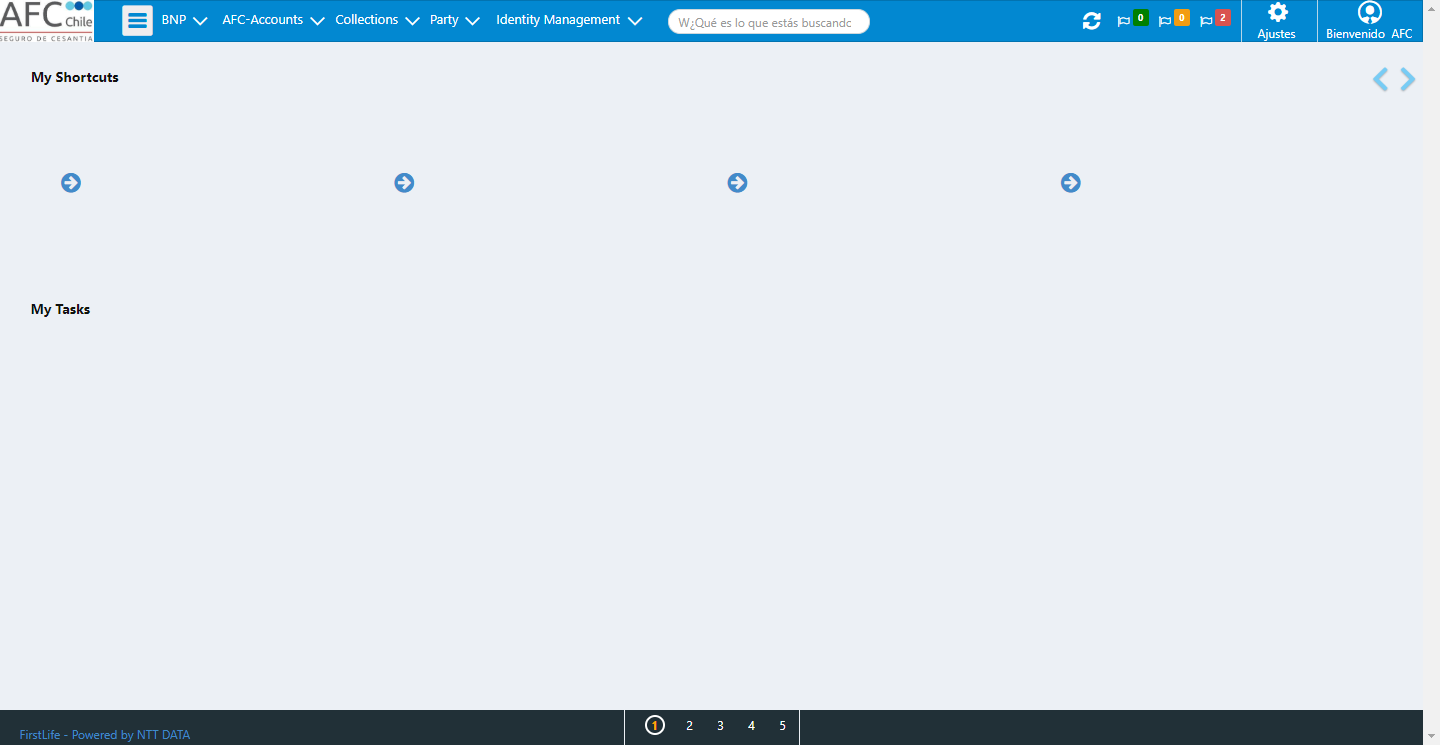 AFC Chile
SEGURO DE CESANTIA
BNP AFC-Accounts Collections Party Identity Management W¿Qué es lo que estás buscandc 0 0 2 Ajustes Bienvenido AFC
My Shortcuts
My Tasks
FirstLife - Powered by NTT DATA 1 2 3 4 5